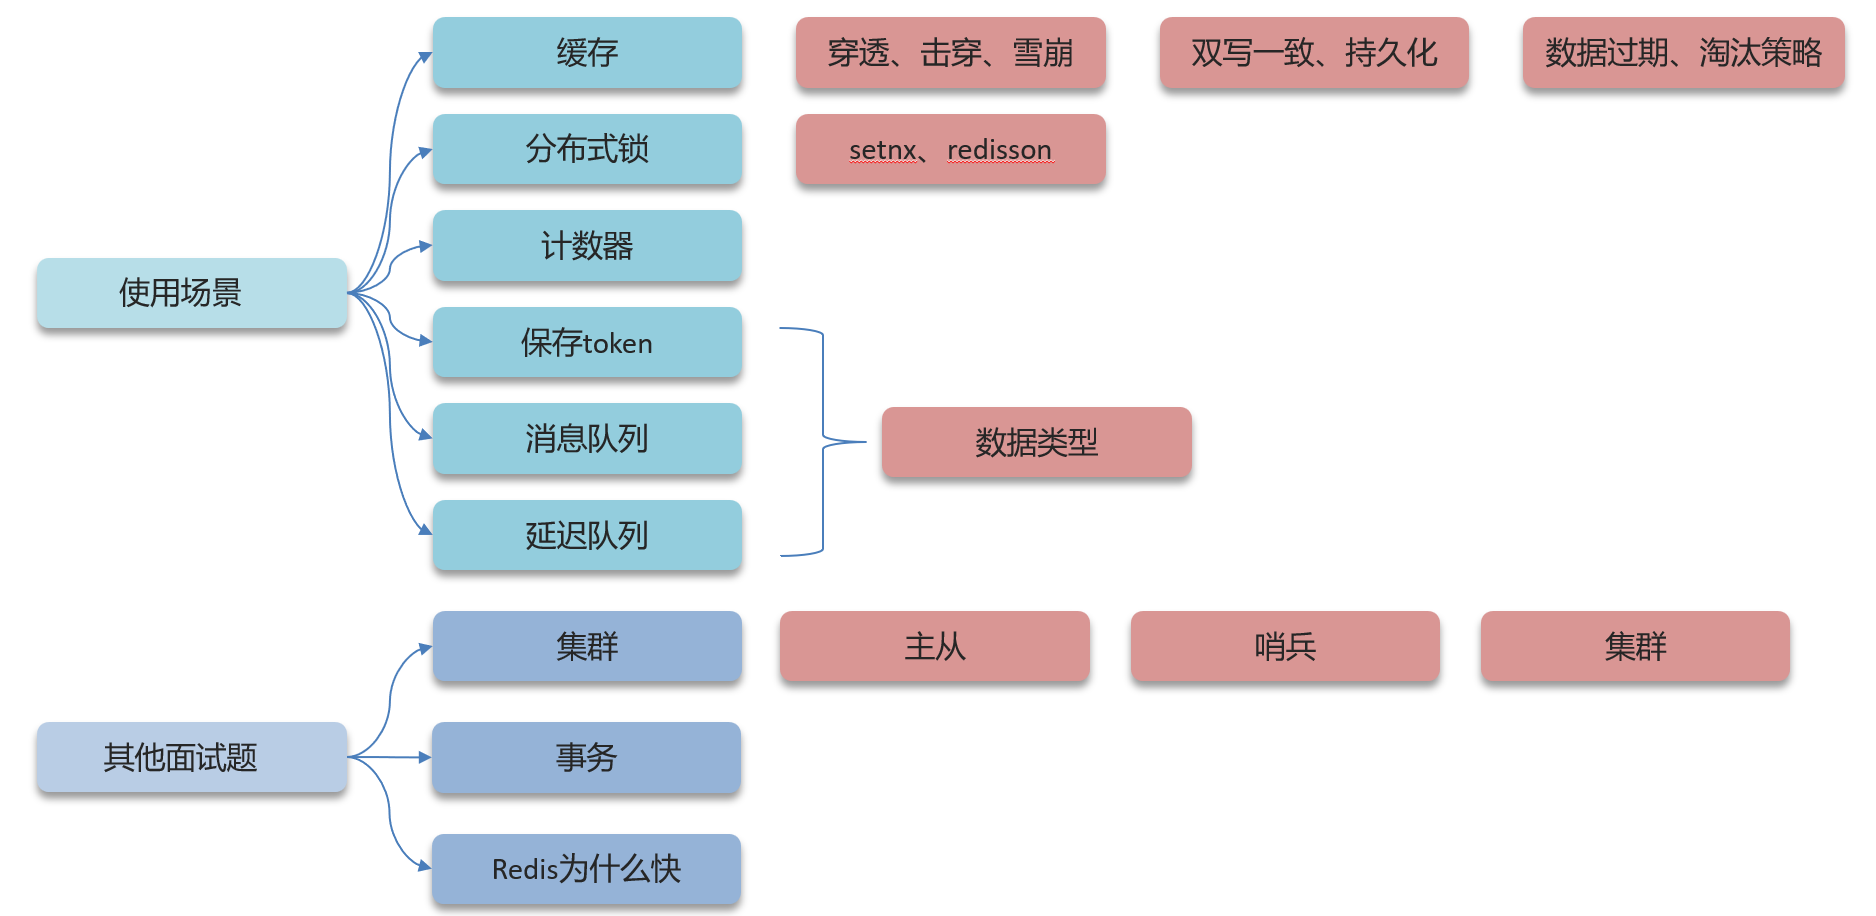 缓存
穿透、击穿、雪崩
双写一致、持久化
数据过期、淘汰策略
分布式锁
setnx、redisson
计数器
使用场景
保存token
消息队列
数据类型
延迟队列
集群
主从
哨兵
集群
其他面试题
事务
Redis为什么快